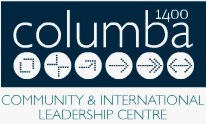 1400
columba
COMMUNITY & INTERNATIONAL
LEADERSHIP CENTRE